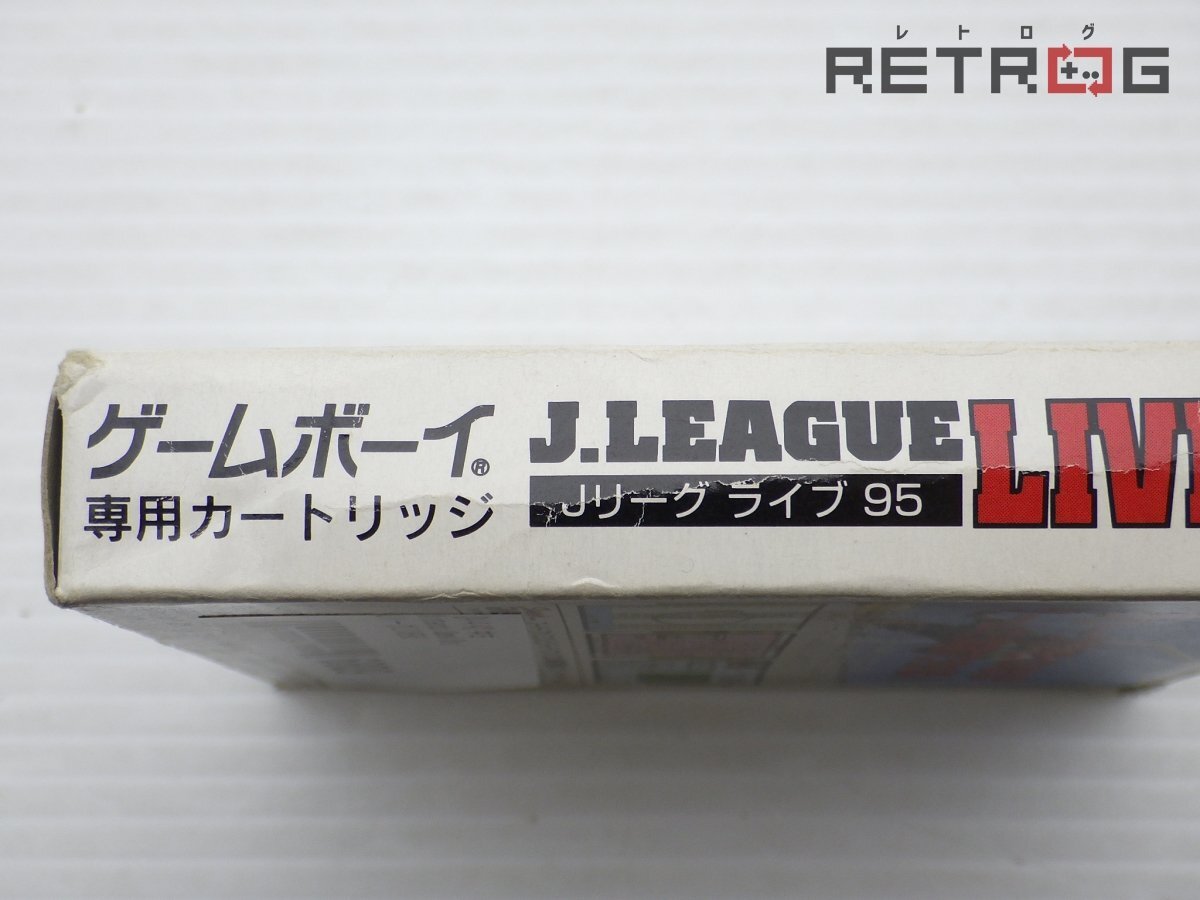 レトログ
RETROG
ゲームボーイ®
専用カートリッジ
J.LEAGUE
Jリーグ ライブ 95